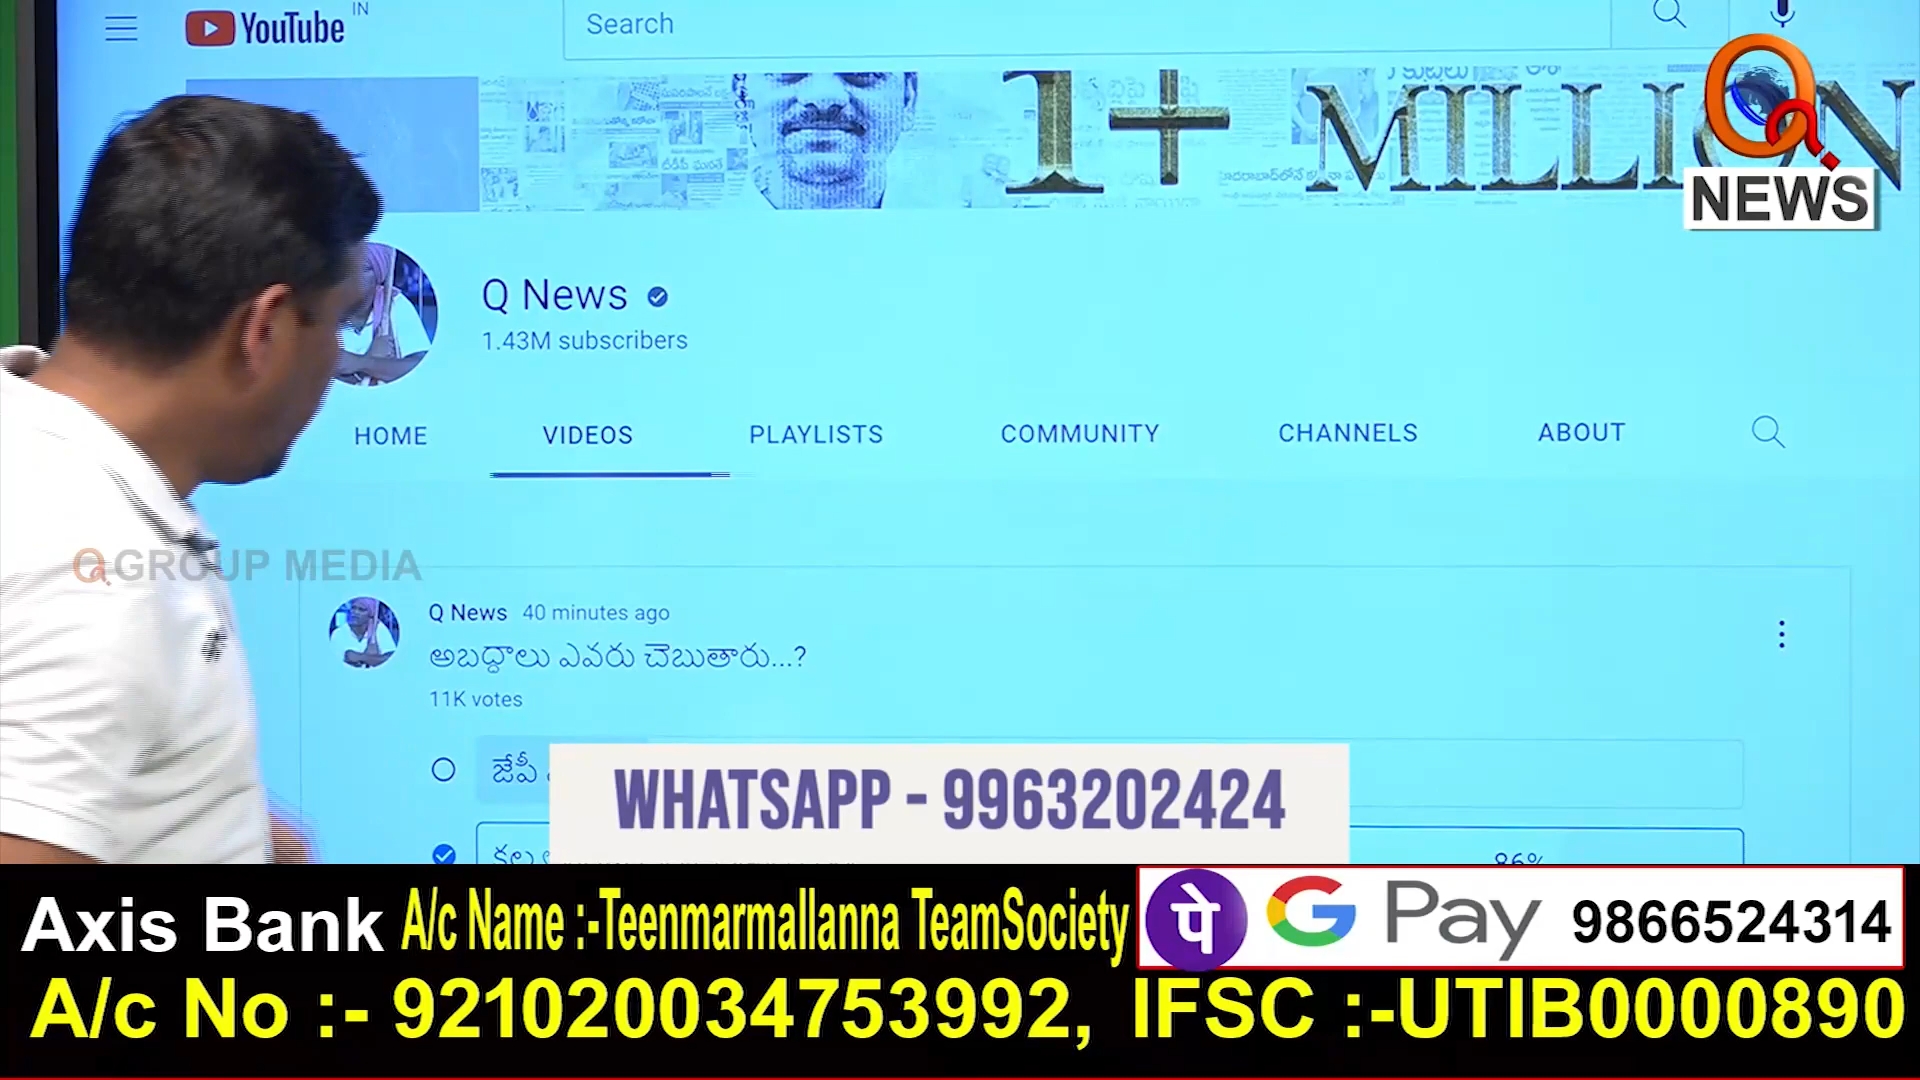 YouTube IN
Search
1+ MILLION
Q NEWS
Q News
1.43M subscribers
HOME VIDEOS PLAYLISTS COMMUNITY CHANNELS ABOUT
Q GROUP MEDIA
Q News 40 minutes ago
అబద్ధాలు ఎవరు చెబుతారు...?
11K votes
జేపీ
WHATSAPP - 9963202424
86%
Axis Bank A/c Name :-Teenmarmallanna TeamSociety
पे G Pay 9866524314
A/c No :- 921020034753992, IFSC :-UTIB0000890